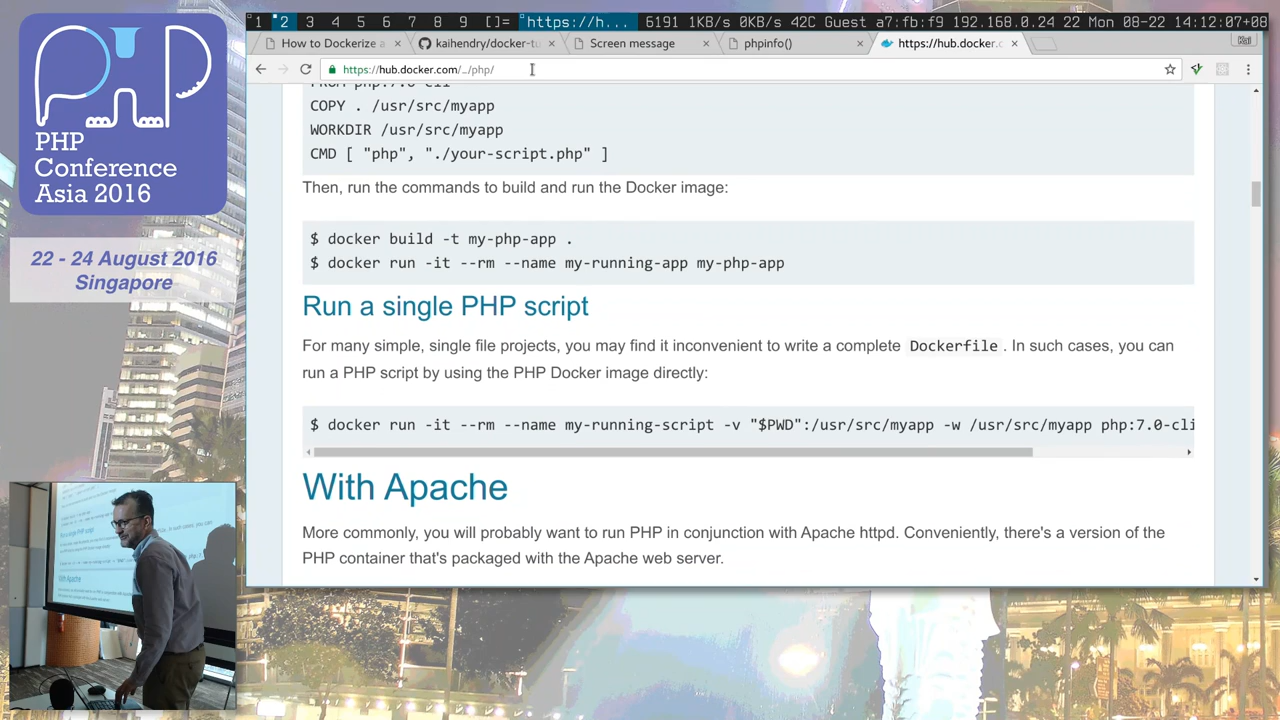 PHP
Conference
Asia 2016
22 - 24 August 2016
Singapore
1 2 3 4 5 6 7 8 9 []= https://h... 6191 1KB/s 0KB/s 42C Guest a7:fb:f9 192.168.0.24 22 Mon 08-22 14:12:07+08
How to Dockerize a × kaihendry/docker-tu × Screen message × phpinfo() × https://hub.docker.c × Kai
https://hub.docker.com/_/php/
FROM php:7.0-cli
COPY . /usr/src/myapp
WORKDIR /usr/src/myapp
CMD [ "php", "./your-script.php" ]
Then, run the commands to build and run the Docker image:
$ docker build -t my-php-app .
$ docker run -it --rm --name my-running-app my-php-app
Run a single PHP script
For many simple, single file projects, you may find it inconvenient to write a complete Dockerfile . In such cases, you can
run a PHP script by using the PHP Docker image directly:
$ docker run -it --rm --name my-running-script -v "$PWD":/usr/src/myapp -w /usr/src/myapp php:7.0-cli
With Apache
More commonly, you will probably want to run PHP in conjunction with Apache httpd. Conveniently, there's a version of the
PHP container that's packaged with the Apache web server.